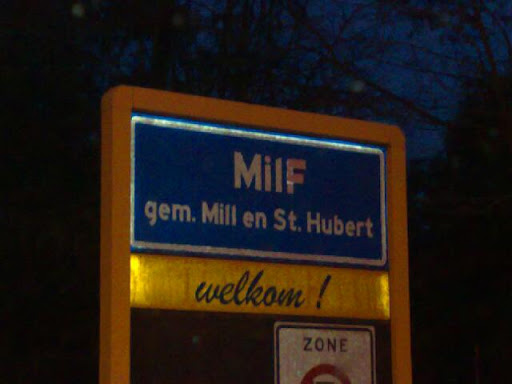 MilF
gem. Mill en St. Hubert
welkom!
ZONE